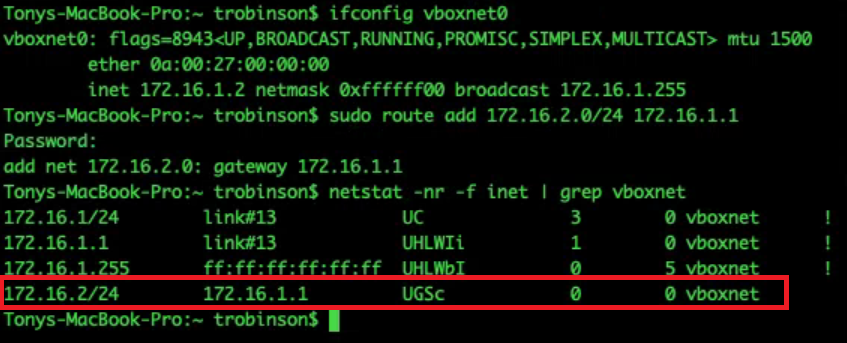 Tonys-MacBook-Pro:~ trobinson$ ifconfig vboxnet0
vboxnet0: flags=8943<UP,BROADCAST,RUNNING,PROMISC,SIMPLEX,MULTICAST> mtu 1500
ether 0a:00:27:00:00:00
inet 172.16.1.2 netmask 0xffffff00 broadcast 172.16.1.255
Tonys-MacBook-Pro:~ trobinson$ sudo route add 172.16.2.0/24 172.16.1.1
Password:
add net 172.16.2.0: gateway 172.16.1.1
Tonys-MacBook-Pro:~ trobinson$ netstat -nr -f inet | grep vboxnet
172.16.1/24 link#13 UC 3 0 vboxnet !
172.16.1.1 link#13 UHLWIi 1 0 vboxnet !
172.16.1.255 ff:ff:ff:ff:ff:ff UHLWbI 0 5 vboxnet !
172.16.2/24 172.16.1.1 UGSc 0 0 vboxnet
Tonys-MacBook-Pro:~ trobinson$